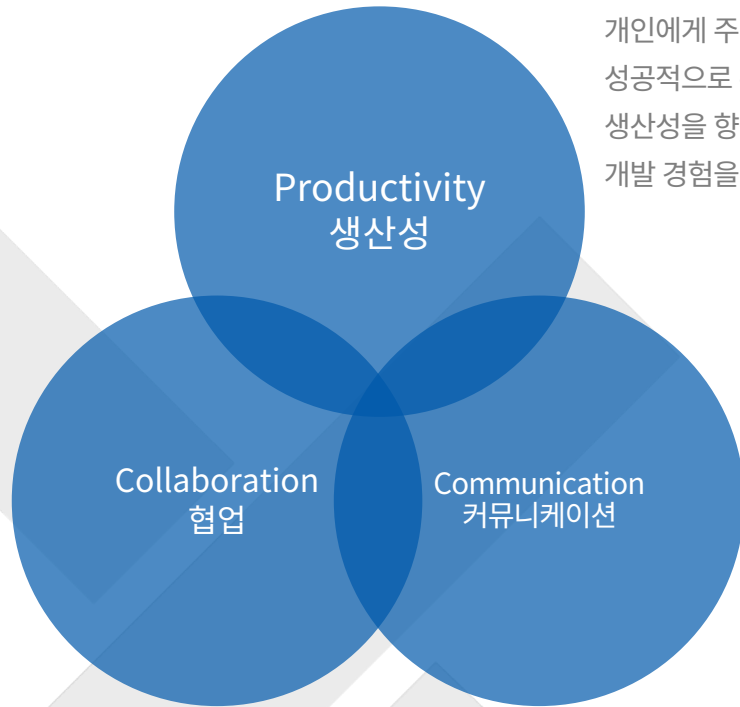 개인에게 주
성공적으로
생산성을 향
개발 경험을
Productivity
생산성
Collaboration
협업
Communication
커뮤니케이션